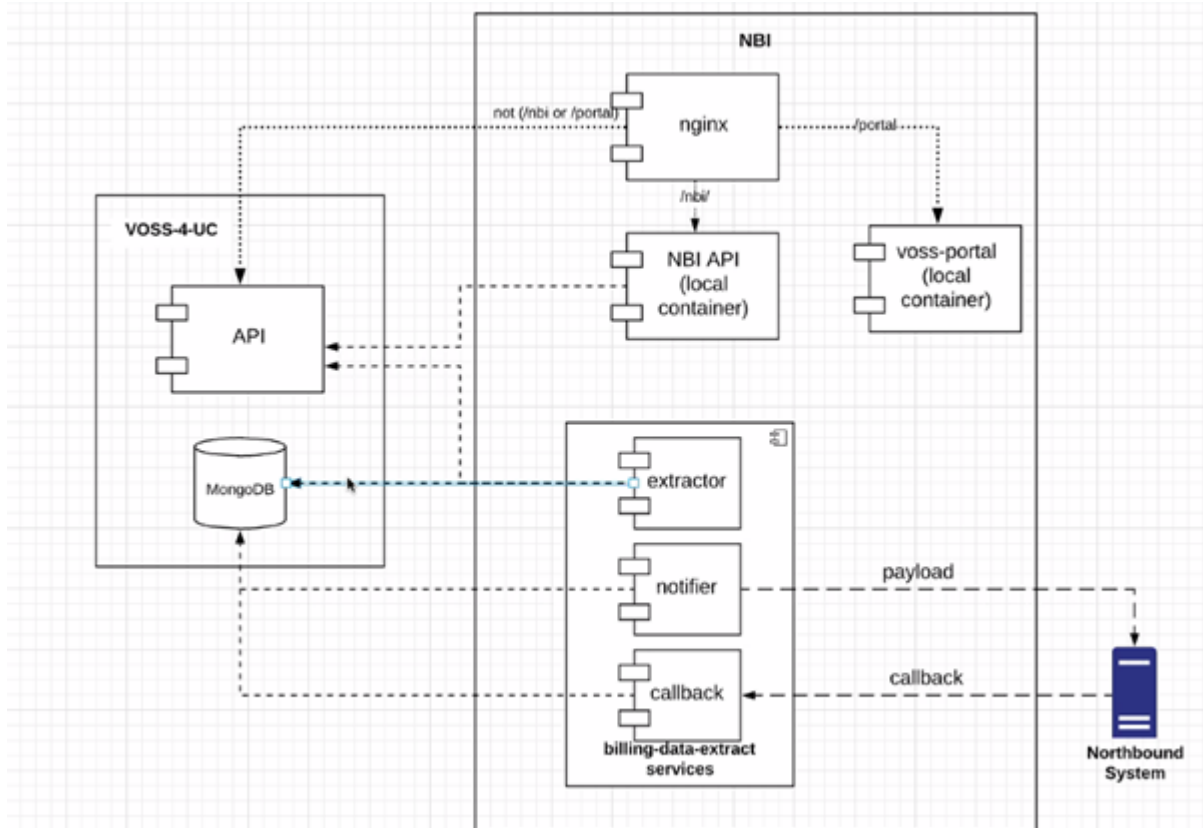 NBI
not (/nbi or /portal)
nginx
/portal
/nbi/
VOSS-4-UC
NBI API
(local
container)
voss-portal
(local
container)
API
MongoDB
extractor
notifier
payload
callback
callback
billing-data-extract
services
Northbound
System